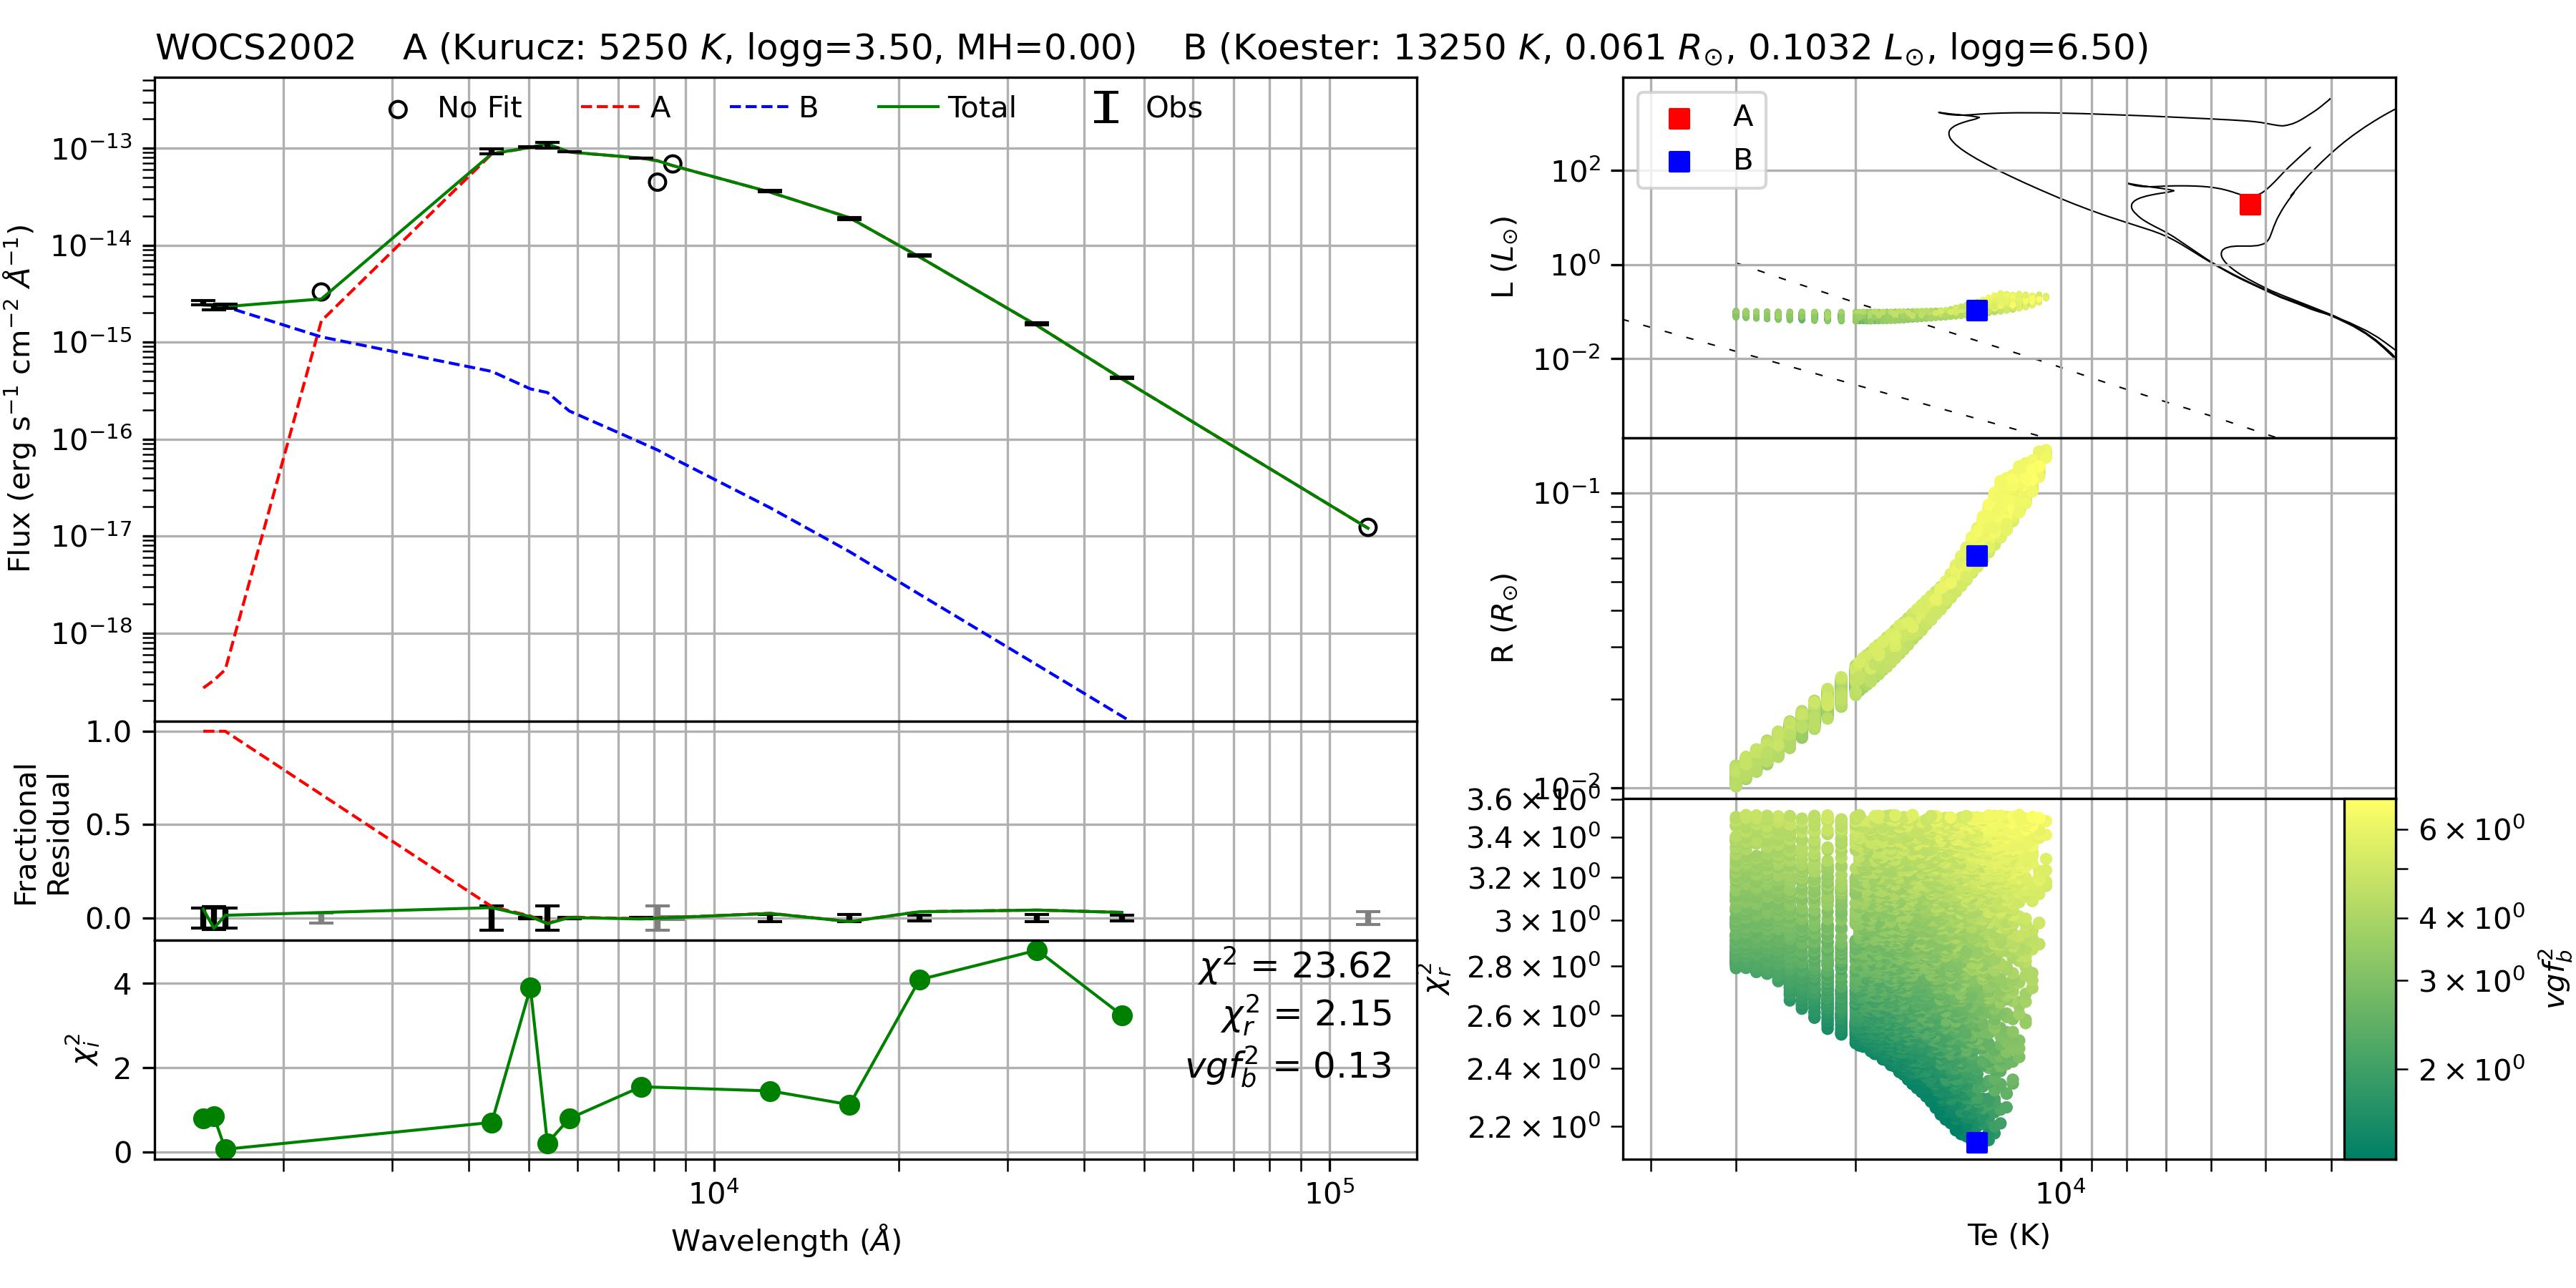 WOCS2002 A (Kurucz: 5250 K, logg=3.50, MH=0.00) B (Koester: 13250 K, 0.061 R☉, 0.1032 L☉, logg=6.50)
No Fit A B Total Obs
10⁻¹³
10⁻¹⁴
10⁻¹⁵
10⁻¹⁶
10⁻¹⁷
10⁻¹⁸
Flux (erg s⁻¹ cm⁻² Å⁻¹)
1.0
0.5
0.0
Fractional
Residual
4
2
0
χᵢ²
χ² = 23.62
χᵣ² = 2.15
vgf_b² = 0.13
10⁴ 10⁵
Wavelength (Å)
A
B
10²
10⁰
10⁻²
L (L☉)
10⁻¹
10⁻²
R (R☉)
3.6 × 10⁰
3.4 × 10⁰
3.2 × 10⁰
3 × 10⁰
2.8 × 10⁰
2.6 × 10⁰
2.4 × 10⁰
2.2 × 10⁰
χᵣ²
10⁴
Te (K)
6 × 10⁰
4 × 10⁰
3 × 10⁰
2 × 10⁰
vgf_b²